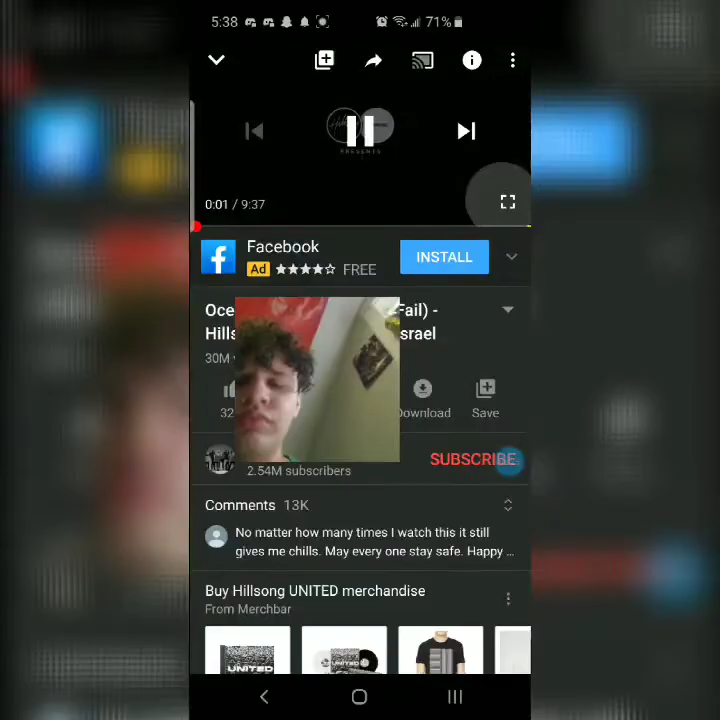 5:38 71%
PRESENTS
0:01 / 9:37
Facebook
Ad FREE
INSTALL
Oce Fail) -
Hills srael
30M
32 Download Save
2.54M subscribers
SUBSCRIBE
Comments 13K
No matter how many times I watch this it still
gives me chills. May every one stay safe. Happy ...
Buy Hillsong UNITED merchandise
From Merchbar
UNITED